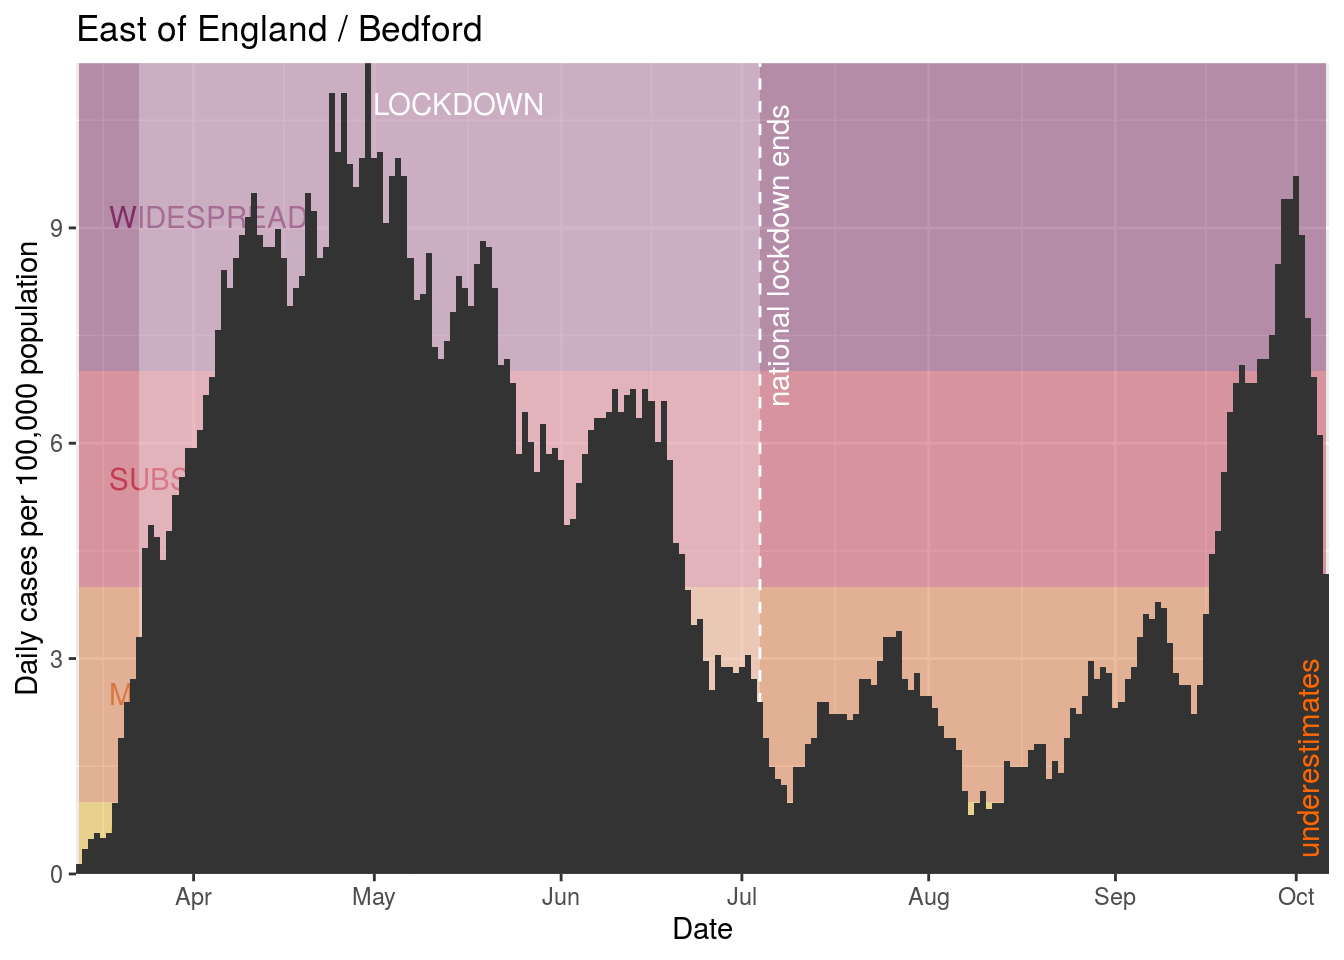 East of England / Bedford
LOCKDOWN
national lockdown ends
WIDESPREAD
SUBS
M
underestimates
Daily cases per 100,000 population
9
6
3
0
Apr
May
Jun
Jul
Aug
Sep
Oct
Date